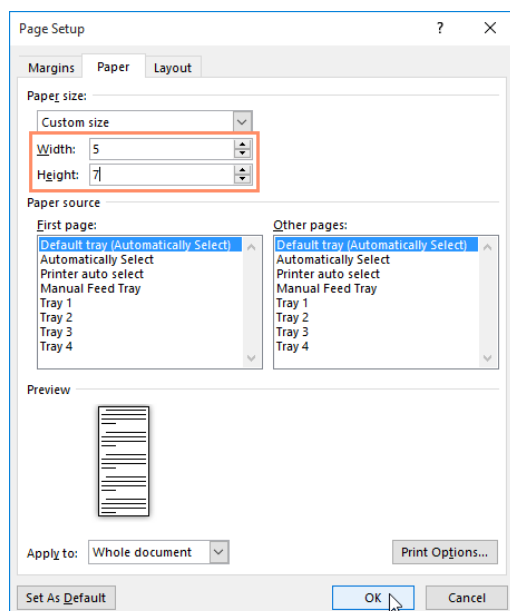 Page Setup ?
Margins Paper Layout
Paper size:
Custom size
Width: 5
Height: 7
Paper source
First page: Other pages:
Default tray (Automatically Select) Default tray (Automatically Select)
Automatically Select Automatically Select
Printer auto select Printer auto select
Manual Feed Tray Manual Feed Tray
Tray 1 Tray 1
Tray 2 Tray 2
Tray 3 Tray 3
Tray 4 Tray 4
Preview
Apply to: Whole document Print Options...
Set As Default OK Cancel